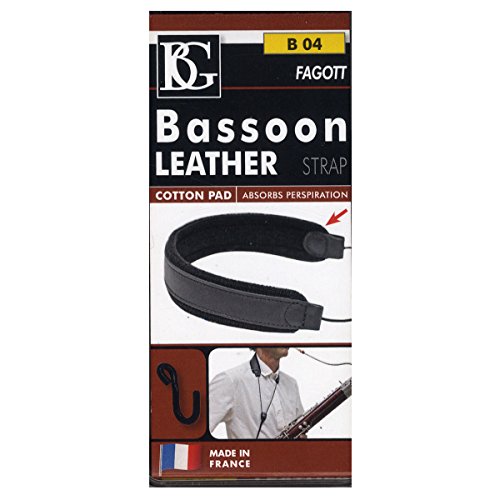 BG
B 04
FAGOTT
Bassoon
LEATHER STRAP
COTTON PAD ABSORBS PERSPIRATION
MADE IN
FRANCE